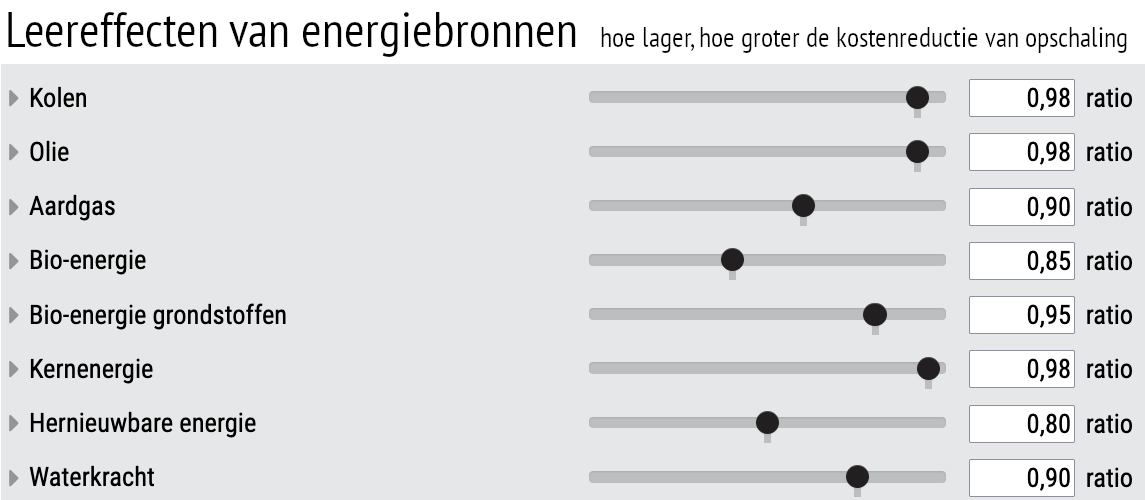 Leereffecten van energiebronnen hoe lager, hoe groter de kostenreductie van opschaling
Kolen 0,98 ratio
Olie 0,98 ratio
Aardgas 0,90 ratio
Bio-energie 0,85 ratio
Bio-energie grondstoffen 0,95 ratio
Kernenergie 0,98 ratio
Hernieuwbare energie 0,80 ratio
Waterkracht 0,90 ratio